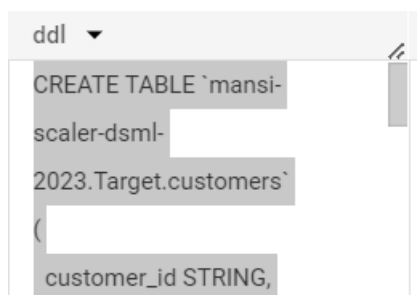 ddl
CREATE TABLE `mansi-
scaler-dsml-
2023.Target.customers`
(
customer_id STRING,